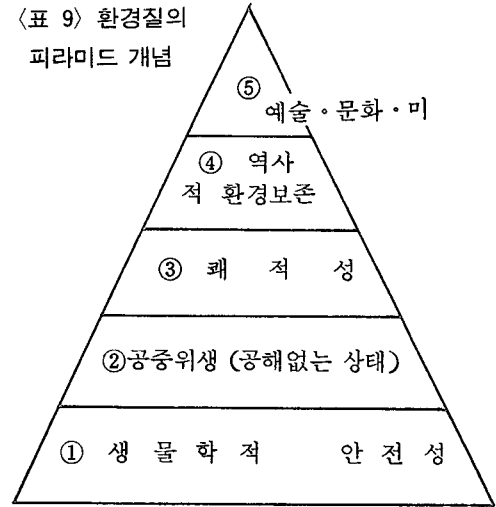 〈표 9〉 환경질의
피라미드 개념
⑤
예술·문화·미
④ 역사
적 환경보존
③ 쾌 적 성
②공중위생 (공해없는 상태)
① 생 물 학 적 안 전 성